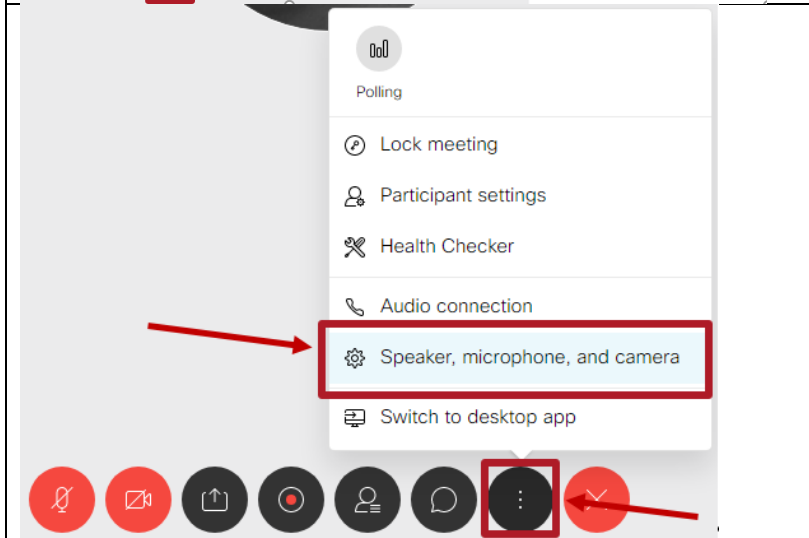 Polling
Lock meeting
Participant settings
Health Checker
Audio connection
Speaker, microphone, and camera
Switch to desktop app